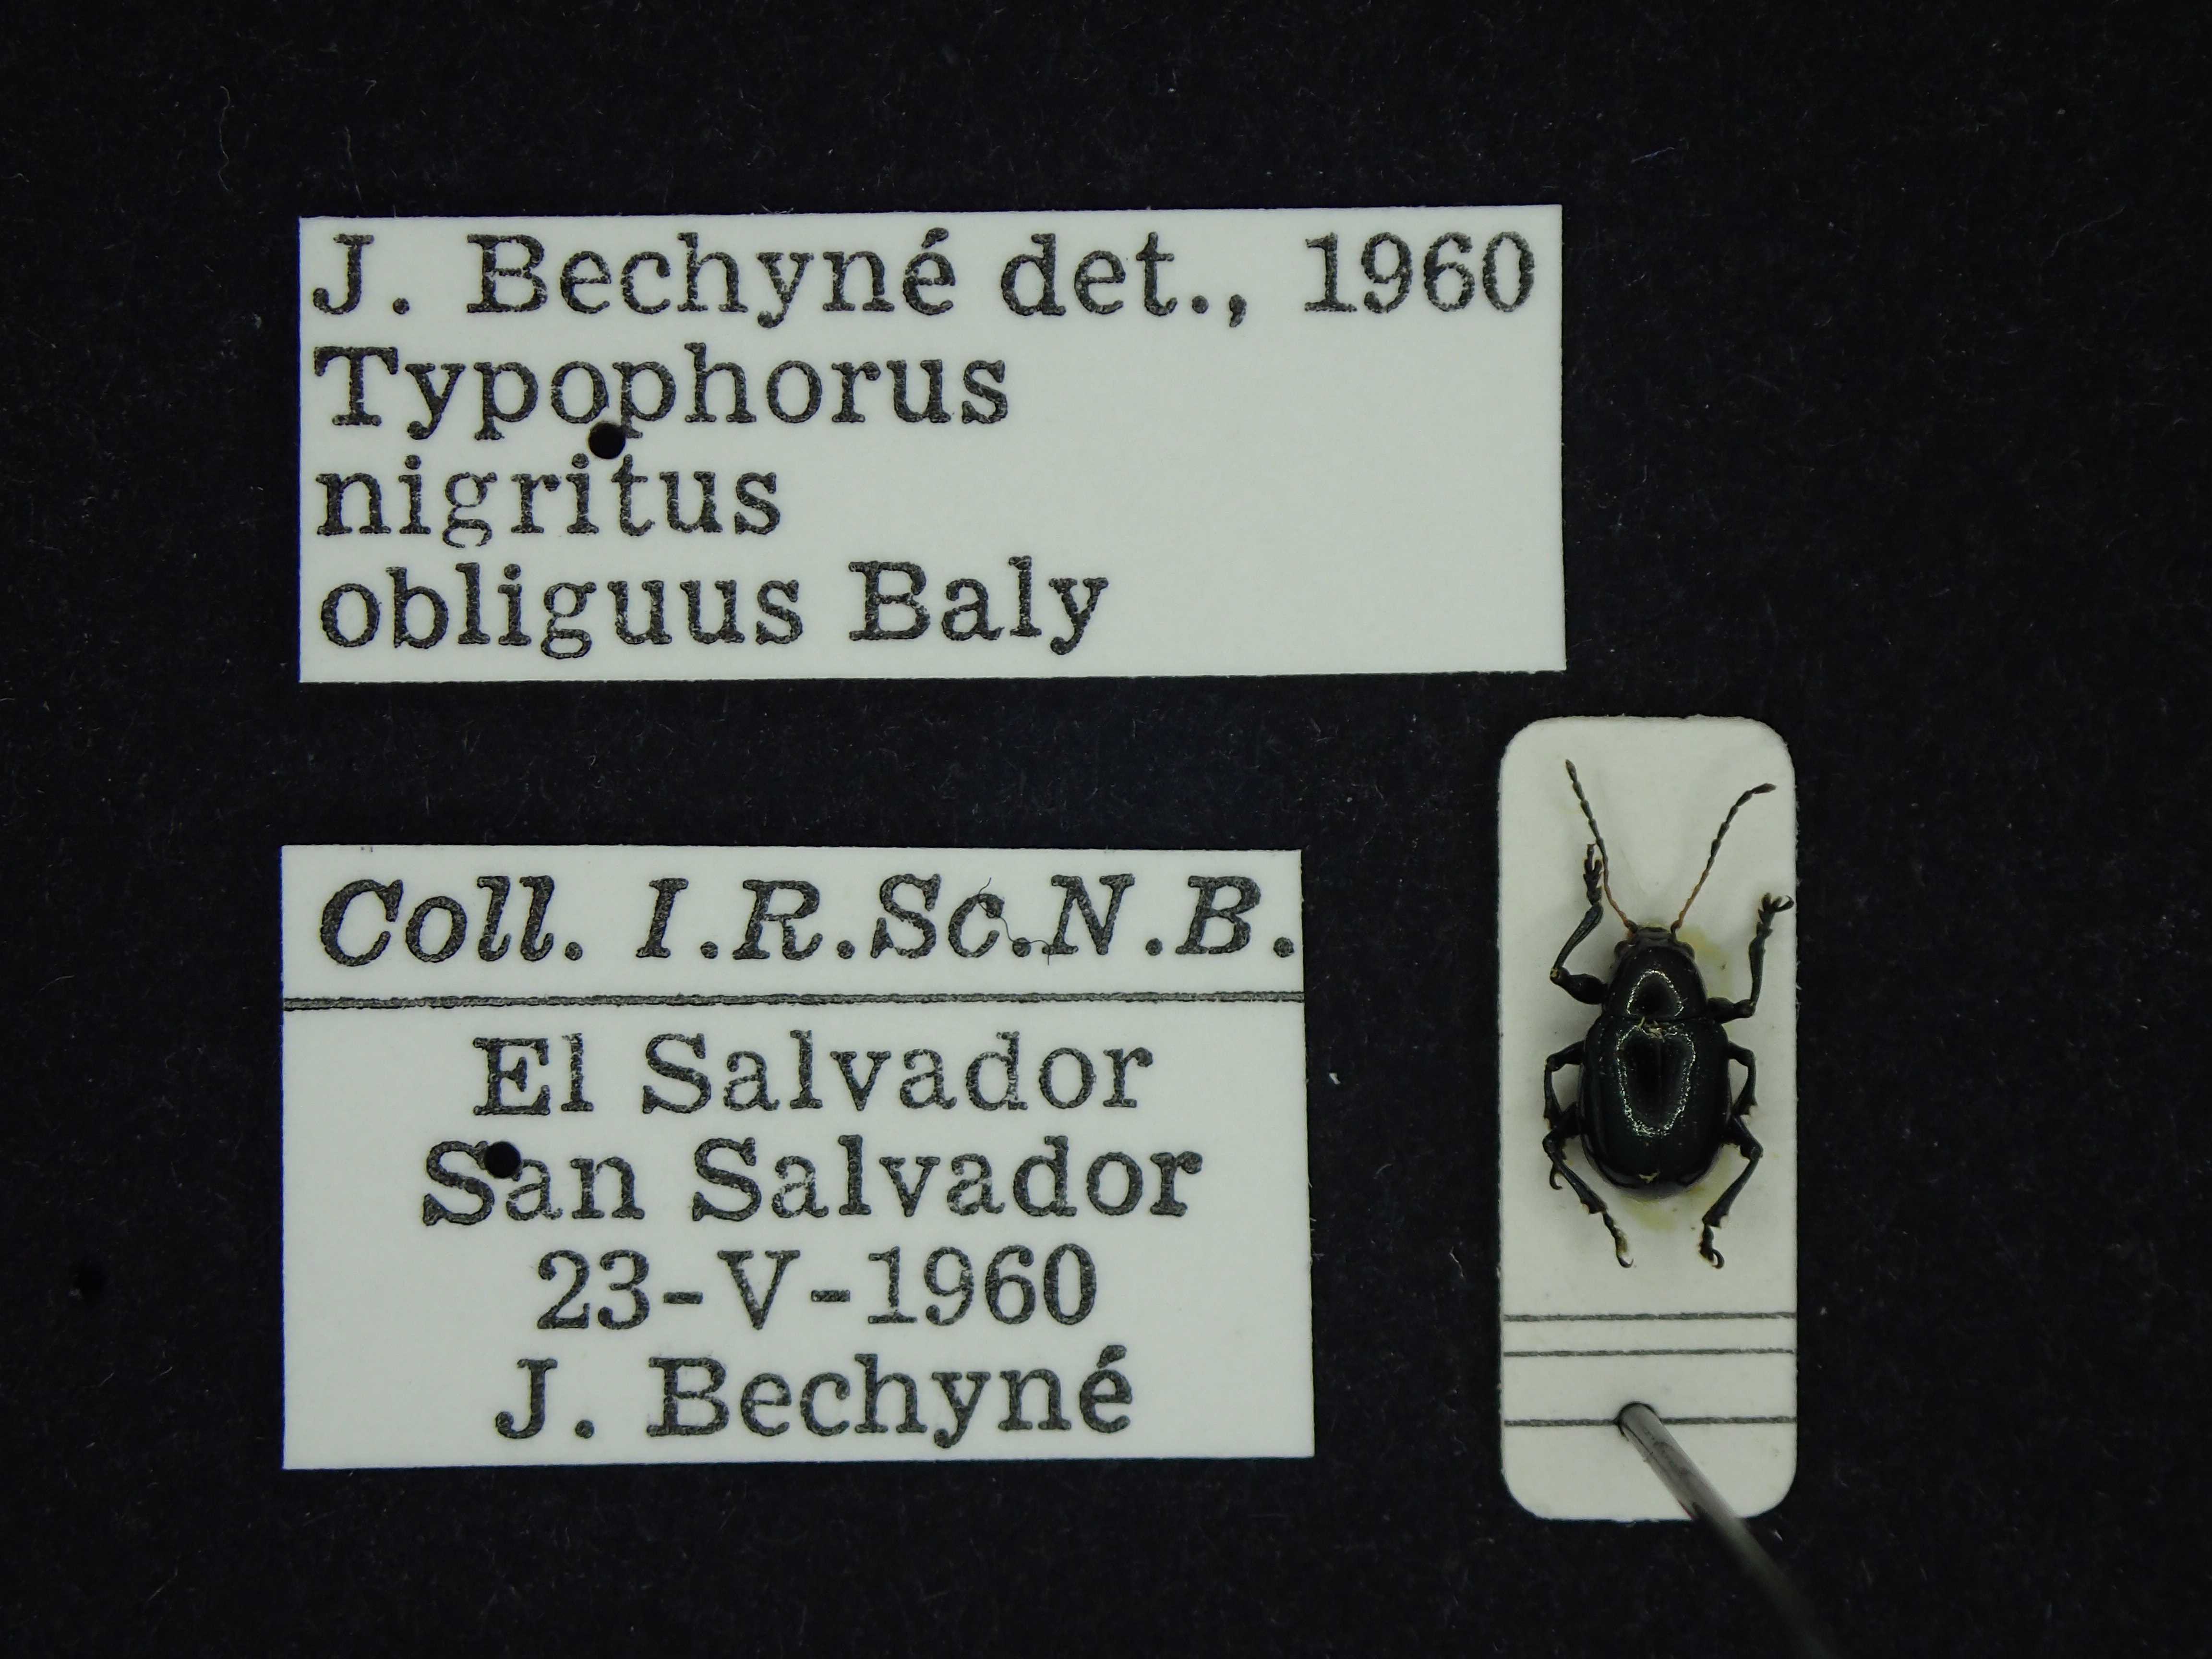 J. Bechyné det., 1960
Typophorus
nigritus
obliguus Baly
Coll. I.R.Sc.N.B.
El Salvador
San Salvador
23-V-1960
J. Bechyné